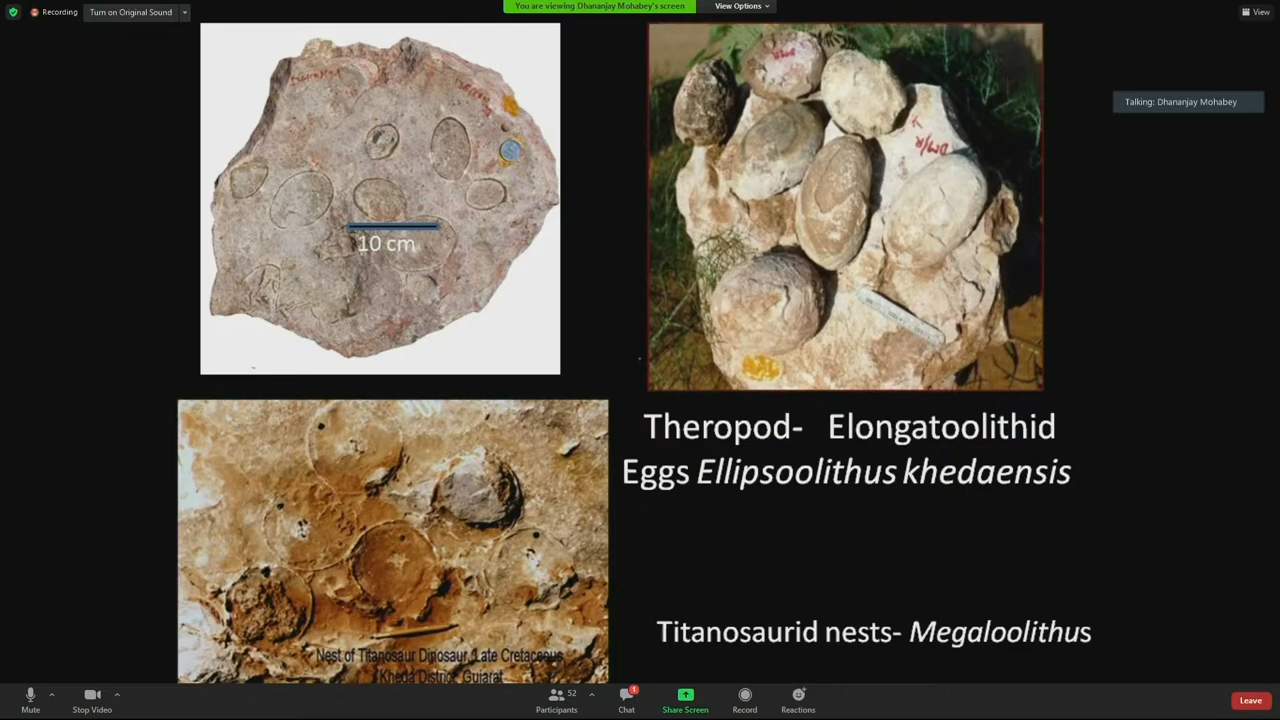 Recording
Turn on Original Sound
You are viewing Dhananjay Mohabey's screen
View Options
View
Talking: Dhananjay Mohabey
10 cm
DM/R
Theropod- Elongatoolithid
Eggs Ellipsoolithus khedaensis
Nest of Titanosaur Dinosaur, Late Cretaceous
Kheda District, Gujarat
Titanosaurid nests- Megaloolithus
Mute
Stop Video
Participants
52
Chat
1
Share Screen
Record
Reactions
Leave